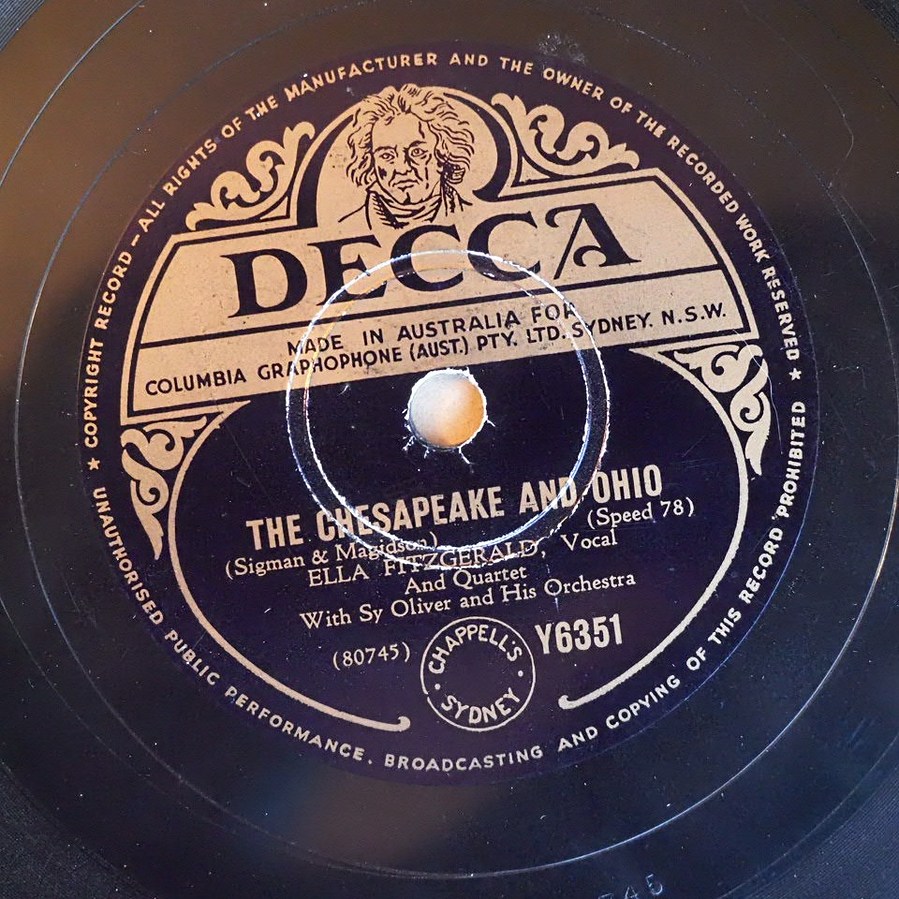 ★ COPYRIGHT RECORD – ALL RIGHTS OF THE MANUFACTURER AND THE OWNER OF THE RECORDED WORK RESERVED ★
UNAUTHORISED PUBLIC PERFORMANCE. BROADCASTING AND COPYING OF THIS RECORD PROHIBITED
DECCA
MADE IN AUSTRALIA FOR
COLUMBIA GRAPHOPHONE (AUST.) PTY. LTD. SYDNEY. N.S.W.
THE CHESAPEAKE AND OHIO
(Speed 78)
(Sigman & Magidson)
ELLA FITZGERALD, Vocal
And Quartet
With Sy Oliver and His Orchestra
(80745)
CHAPPELL'S
• SYDNEY •
Y6351